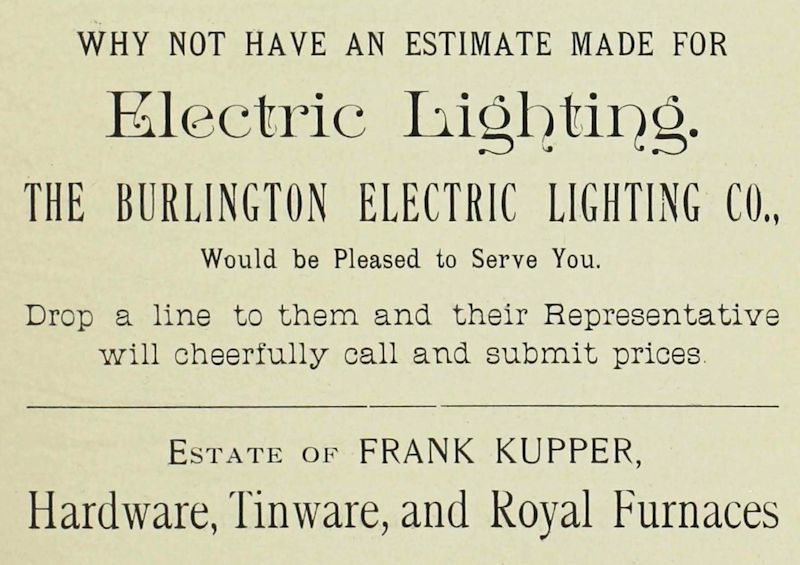 WHY NOT HAVE AN ESTIMATE MADE FOR
Electric Lighting.
THE BURLINGTON ELECTRIC LIGHTING CO.,
Would be Pleased to Serve You.
Drop a line to them and their Representative
will cheerfully call and submit prices.
ESTATE OF FRANK KUPPER,
Hardware, Tinware, and Royal Furnaces